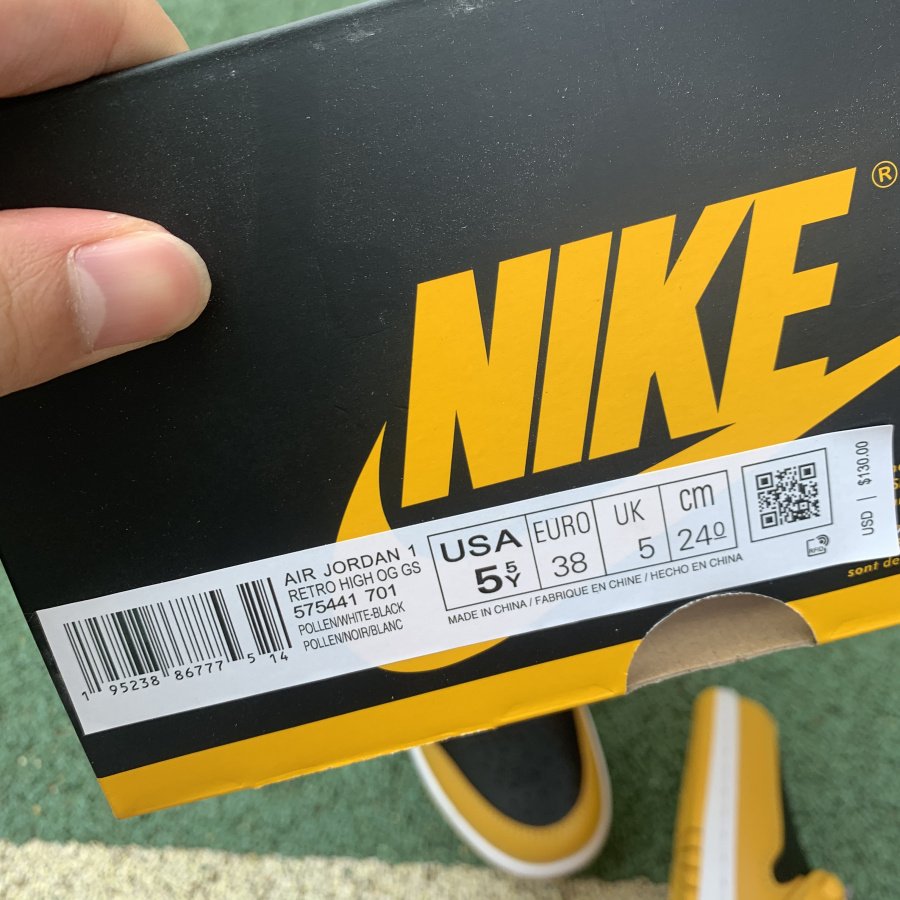 NIKE
®
AIR JORDAN 1
RETRO HIGH OG GS
575441 701
POLLEN/WHITE-BLACK
POLLEN/NOIR/BLANC
1 95238 86777 5 14
USA
5 5Y
EURO
38
UK
5
cm
24 0
MADE IN CHINA / FABRIQUE EN CHINE / HECHO EN CHINA
RFID
USD | $130.00
sont de